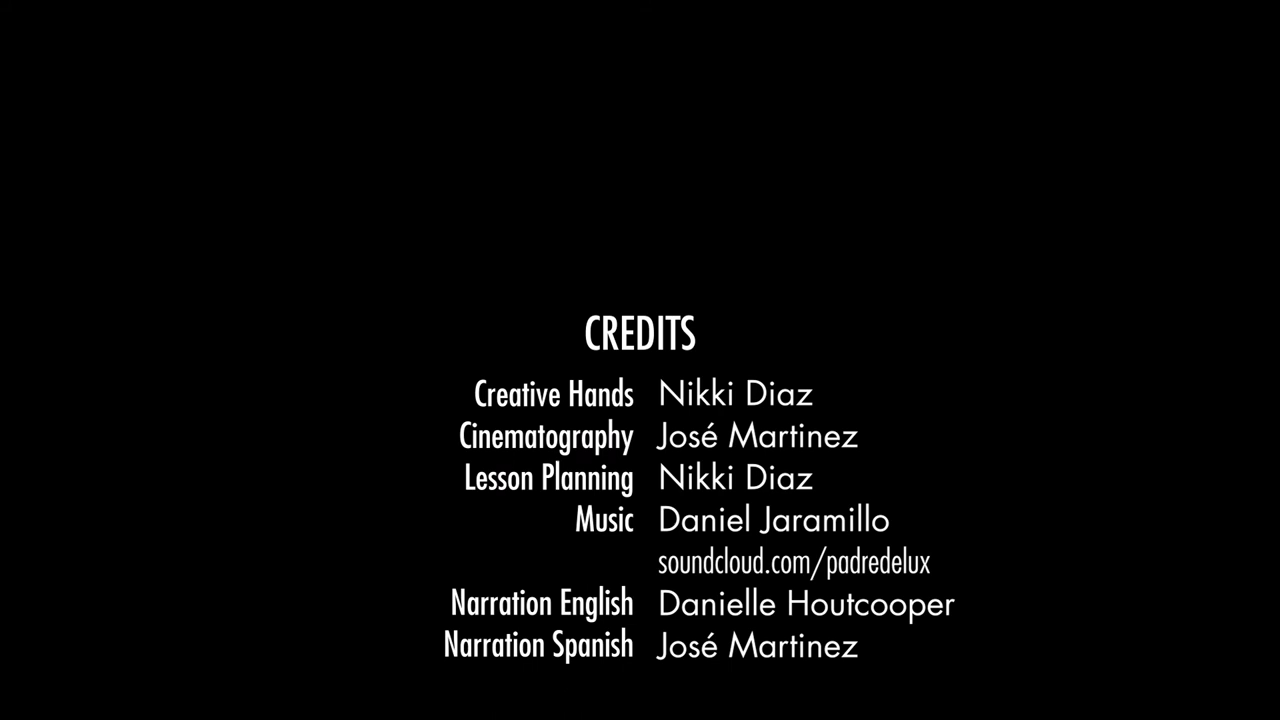 CREDITS
Creative Hands Nikki Diaz
Cinematography José Martinez
Lesson Planning Nikki Diaz
Music Daniel Jaramillo
soundcloud.com/padredelux
Narration English Danielle Houtcooper
Narration Spanish José Martinez